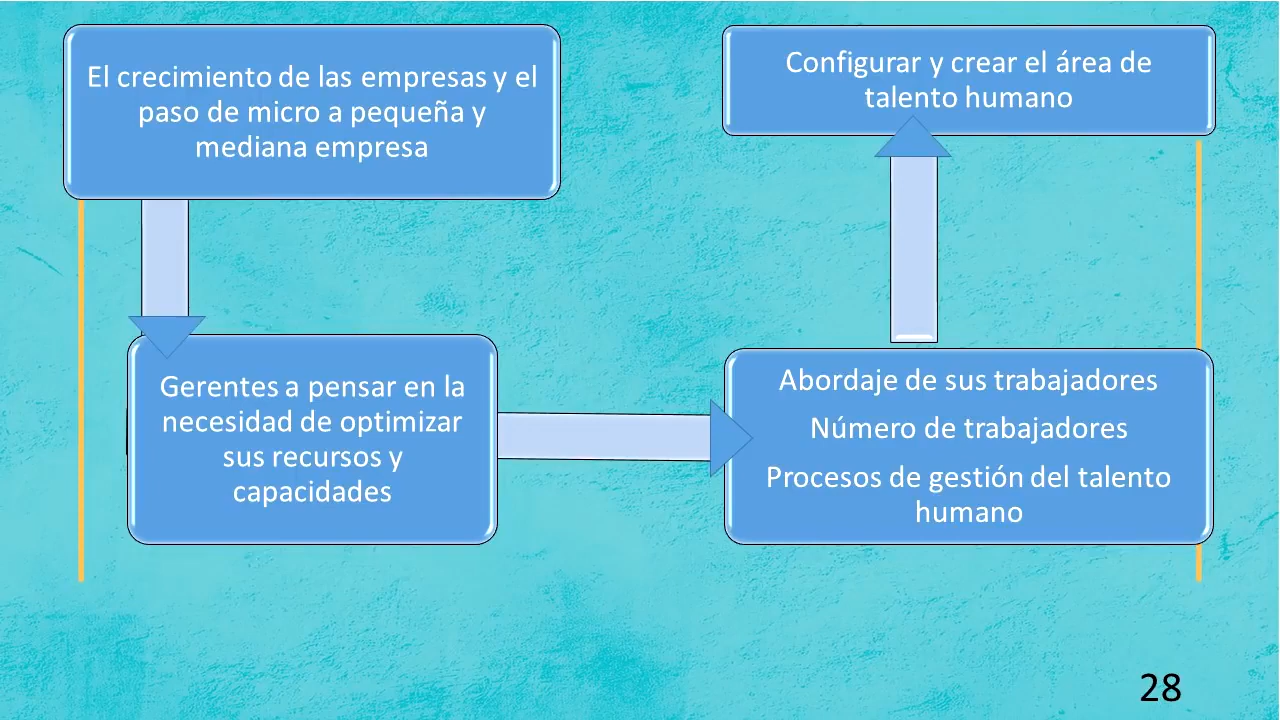 El crecimiento de las empresas y el
paso de micro a pequeña y
mediana empresa
Gerentes a pensar en la
necesidad de optimizar
sus recursos y
capacidades
Abordaje de sus trabajadores
Número de trabajadores
Procesos de gestión del talento
humano
Configurar y crear el área de
talento humano
28